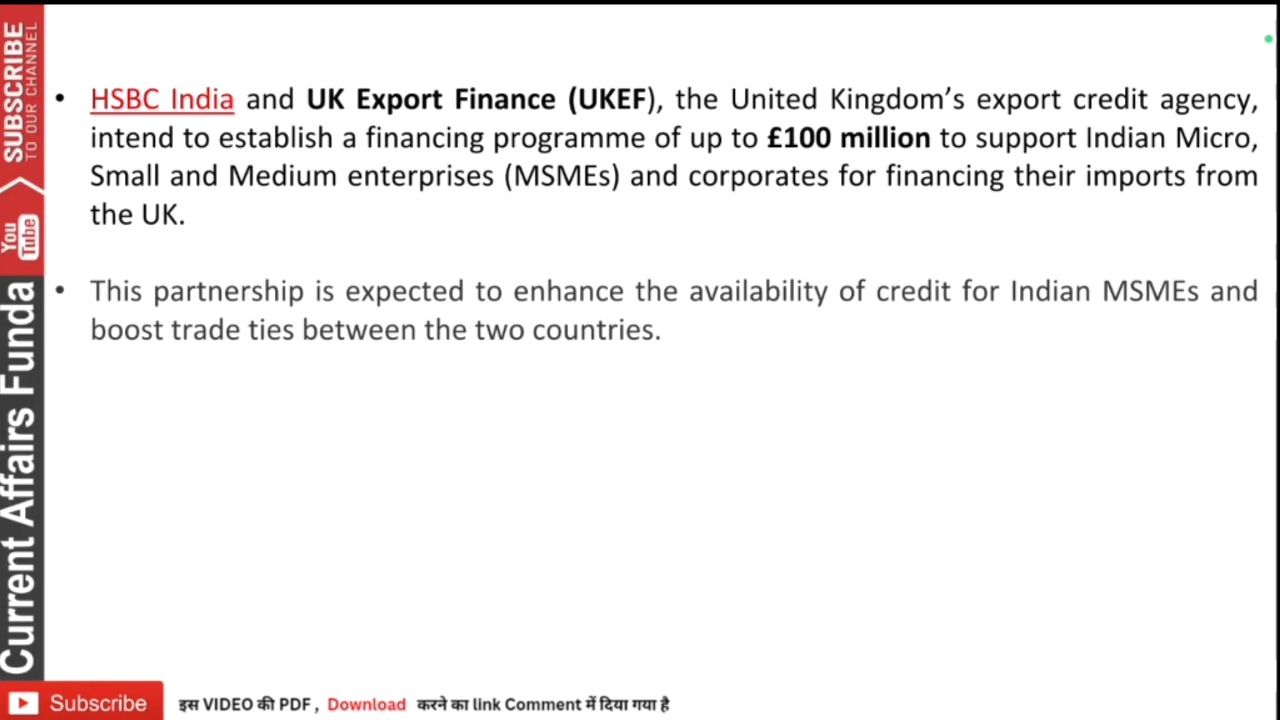 SUBSCRIBE
TO OUR CHANNEL
You Tube
Current Affairs Funda
• HSBC India and UK Export Finance (UKEF), the United Kingdom’s export credit agency,
intend to establish a financing programme of up to £100 million to support Indian Micro,
Small and Medium enterprises (MSMEs) and corporates for financing their imports from
the UK.
• This partnership is expected to enhance the availability of credit for Indian MSMEs and
boost trade ties between the two countries.
Subscribe इस VIDEO की PDF , Download करने का link Comment में दिया गया है